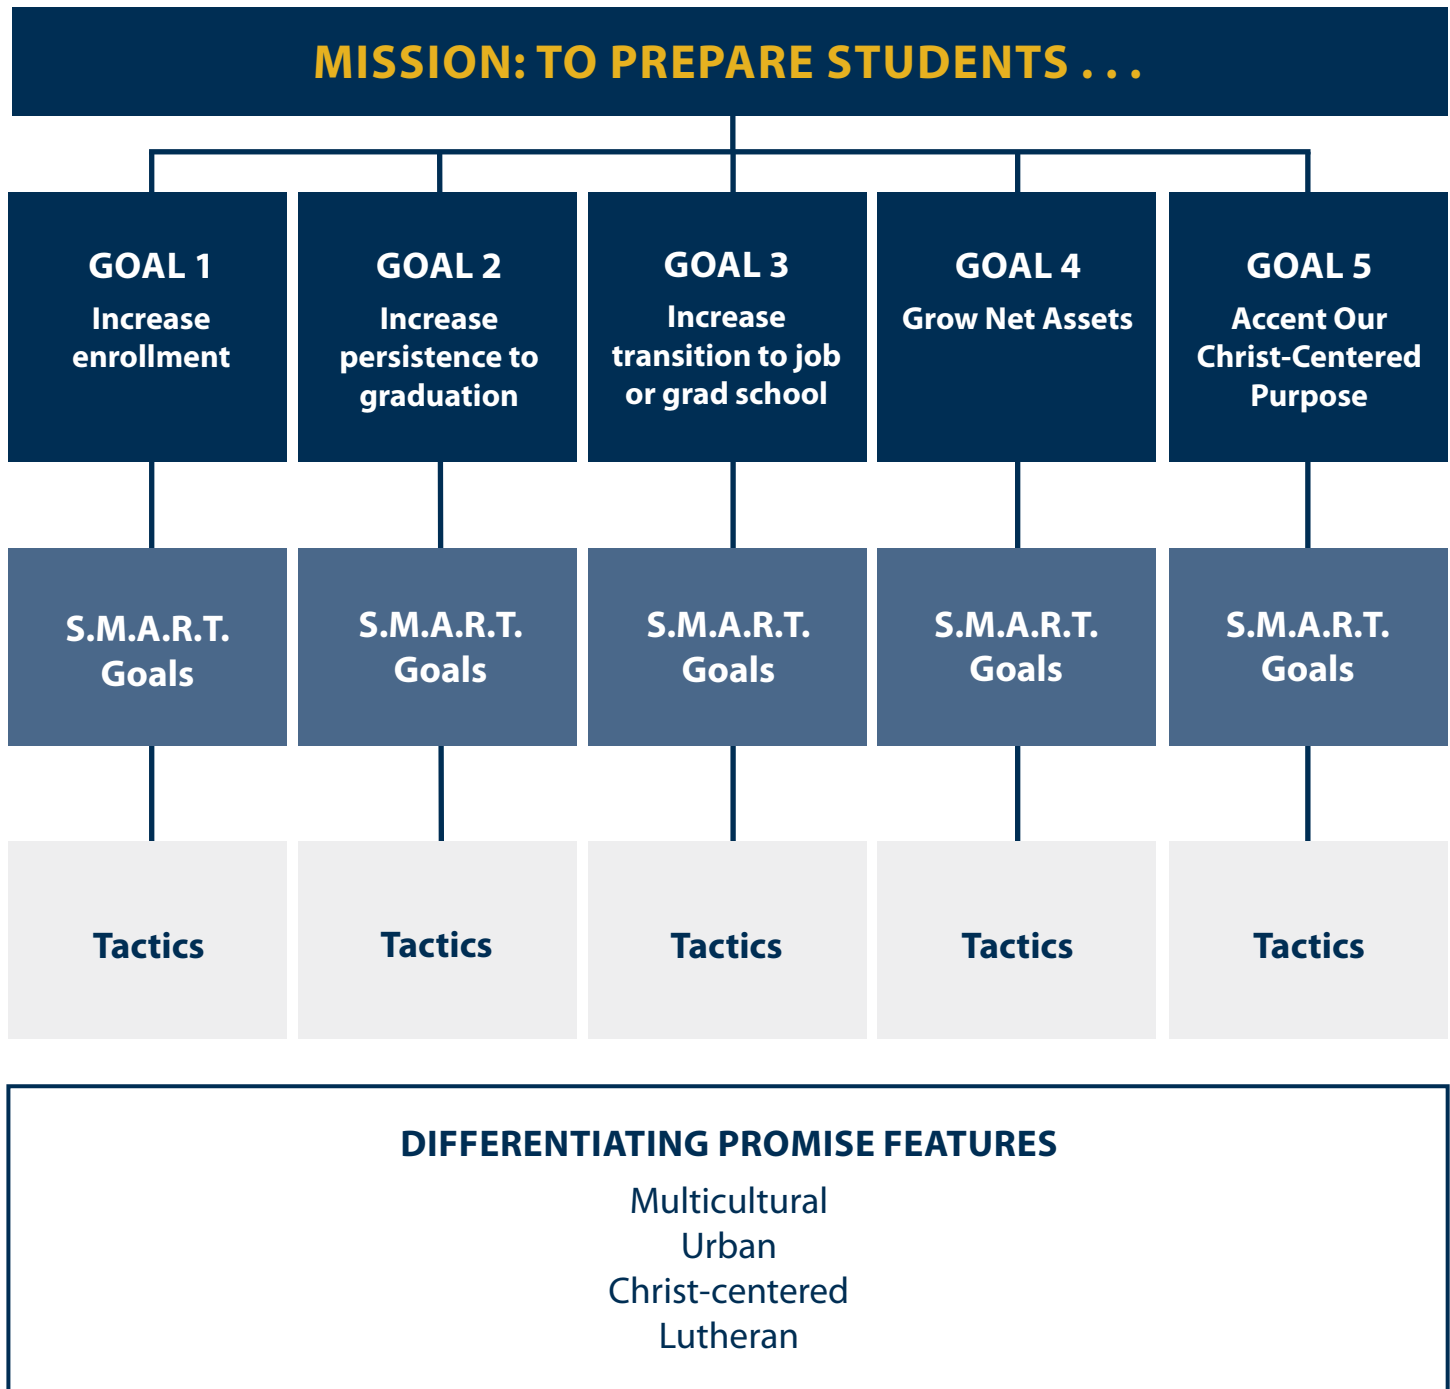 MISSION: TO PREPARE STUDENTS . . .
GOAL 1
Increase
enrollment
GOAL 2
Increase
persistence to
graduation
GOAL 3
Increase
transition to job
or grad school
GOAL 4
Grow Net Assets
GOAL 5
Accent Our
Christ-Centered
Purpose
S.M.A.R.T.
Goals
S.M.A.R.T.
Goals
S.M.A.R.T.
Goals
S.M.A.R.T.
Goals
S.M.A.R.T.
Goals
Tactics
Tactics
Tactics
Tactics
Tactics
DIFFERENTIATING PROMISE FEATURES
Multicultural
Urban
Christ-centered
Lutheran